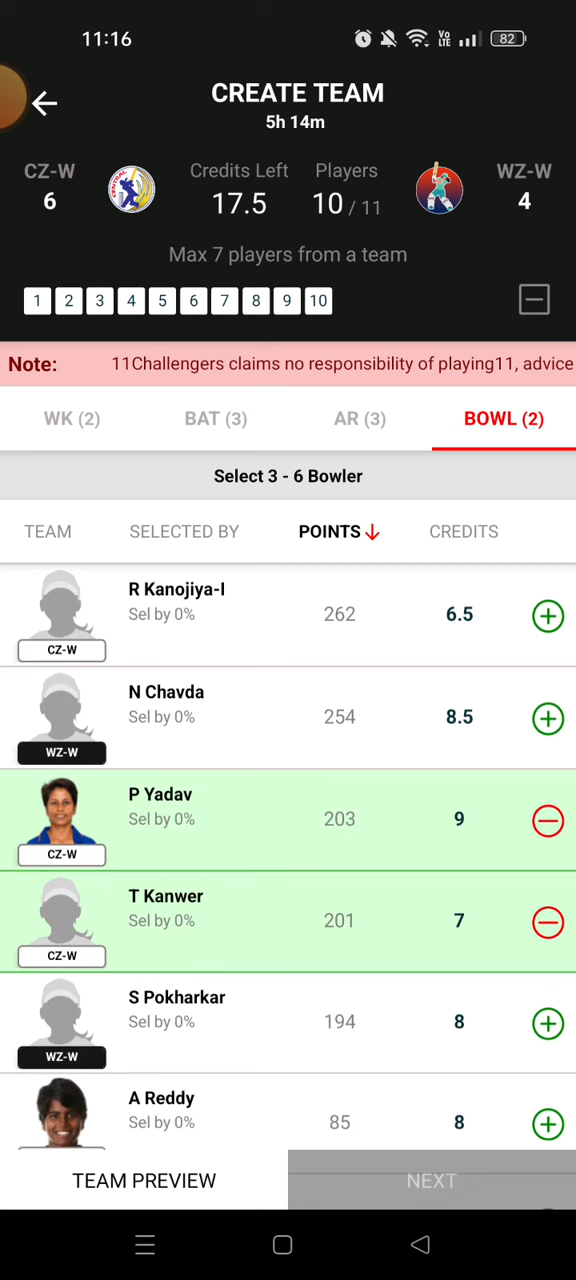 11:16
Vo LTE
82
CREATE TEAM
5h 14m
CZ-W
6
CENTRAL
Credits Left
17.5
Players
10 / 11
WZ-W
4
Max 7 players from a team
1 2 3 4 5 6 7 8 9 10
Note: 11Challengers claims no responsibility of playing11, advice
WK (2) BAT (3) AR (3) BOWL (2)
Select 3 - 6 Bowler
TEAM SELECTED BY POINTS CREDITS
R Kanojiya-I
Sel by 0%
262
6.5
CZ-W
N Chavda
Sel by 0%
254
8.5
WZ-W
P Yadav
Sel by 0%
203
9
CZ-W
T Kanwer
Sel by 0%
201
7
CZ-W
S Pokharkar
Sel by 0%
194
8
WZ-W
A Reddy
Sel by 0%
85
8
TEAM PREVIEW
NEXT